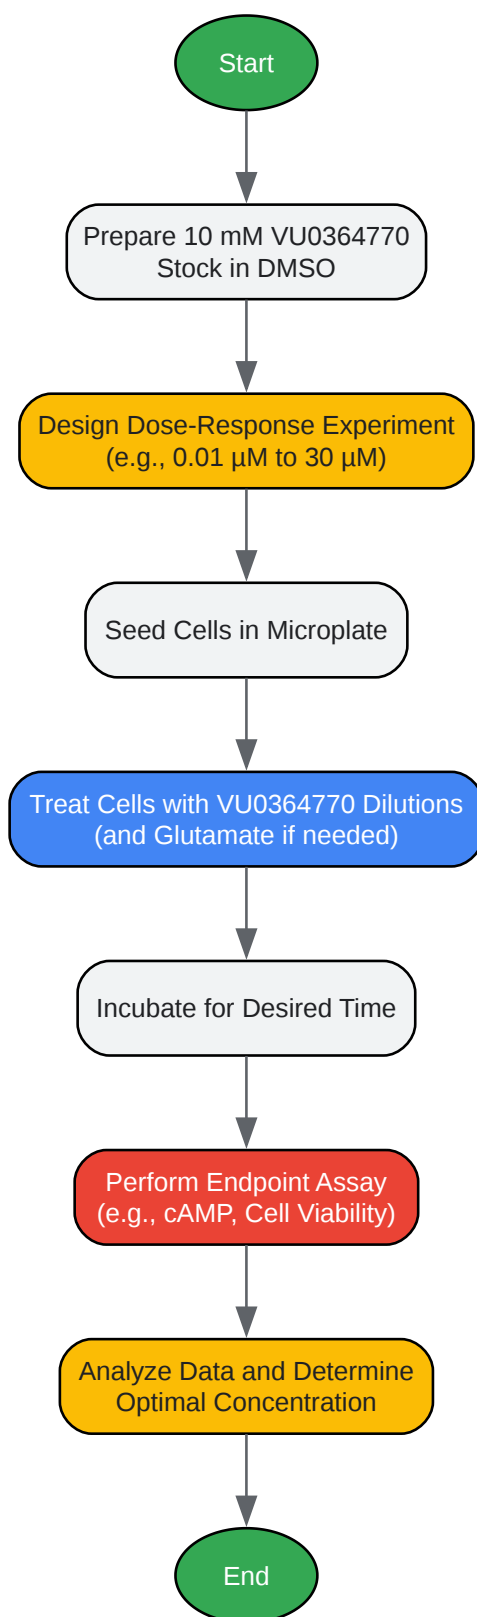 Start
Prepare 10 mM VU0364770
Stock in DMSO
Design Dose-Response Experiment
(e.g., 0.01 µM to 30 µM)
Seed Cells in Microplate
Treat Cells with VU0364770 Dilutions
(and Glutamate if needed)
Incubate for Desired Time
Perform Endpoint Assay
(e.g., cAMP, Cell Viability)
Analyze Data and Determine
Optimal Concentration
End